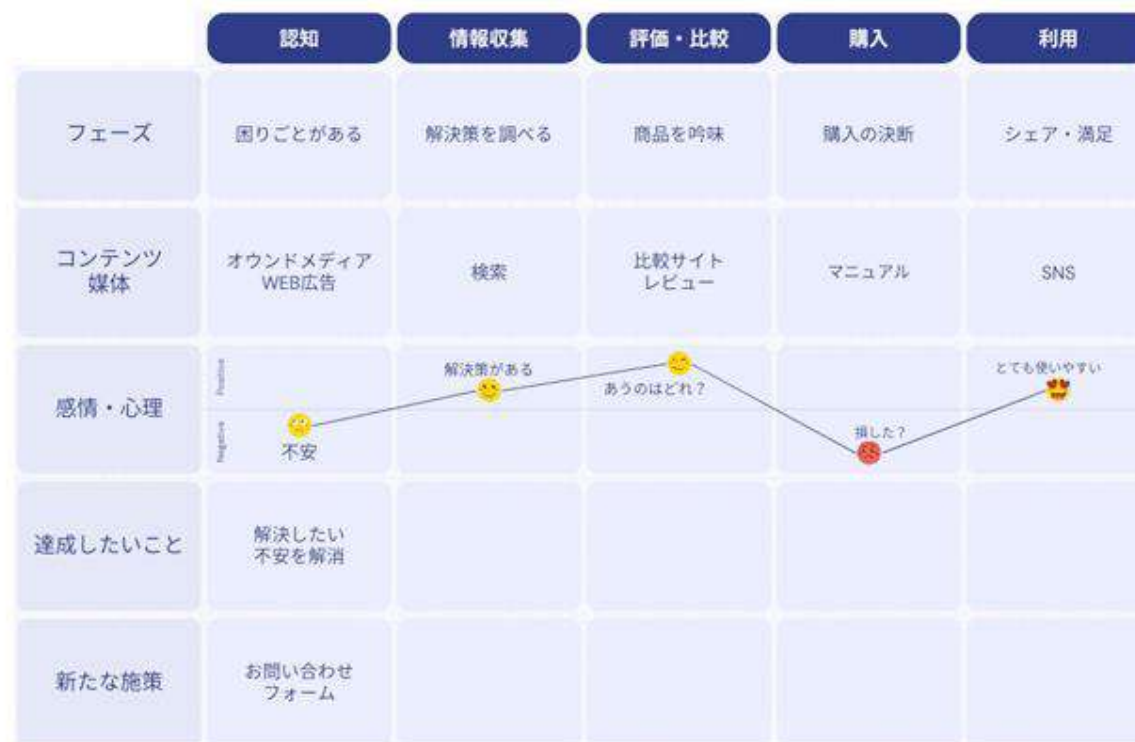 認知
情報収集
評価・比較
購入
利用
フェーズ
困りごとがある
解決策を調べる
商品を吟味
購入の決断
シェア・満足
コンテンツ
媒体
オウンドメディア
WEB広告
検索
比較サイト
レビュー
マニュアル
SNS
感情・心理
Positive
Negative
不安
解決策がある
あうのはどれ？
損した？
とても使いやすい
達成したいこと
解決したい
不安を解消
新たな施策
お問い合わせ
フォーム